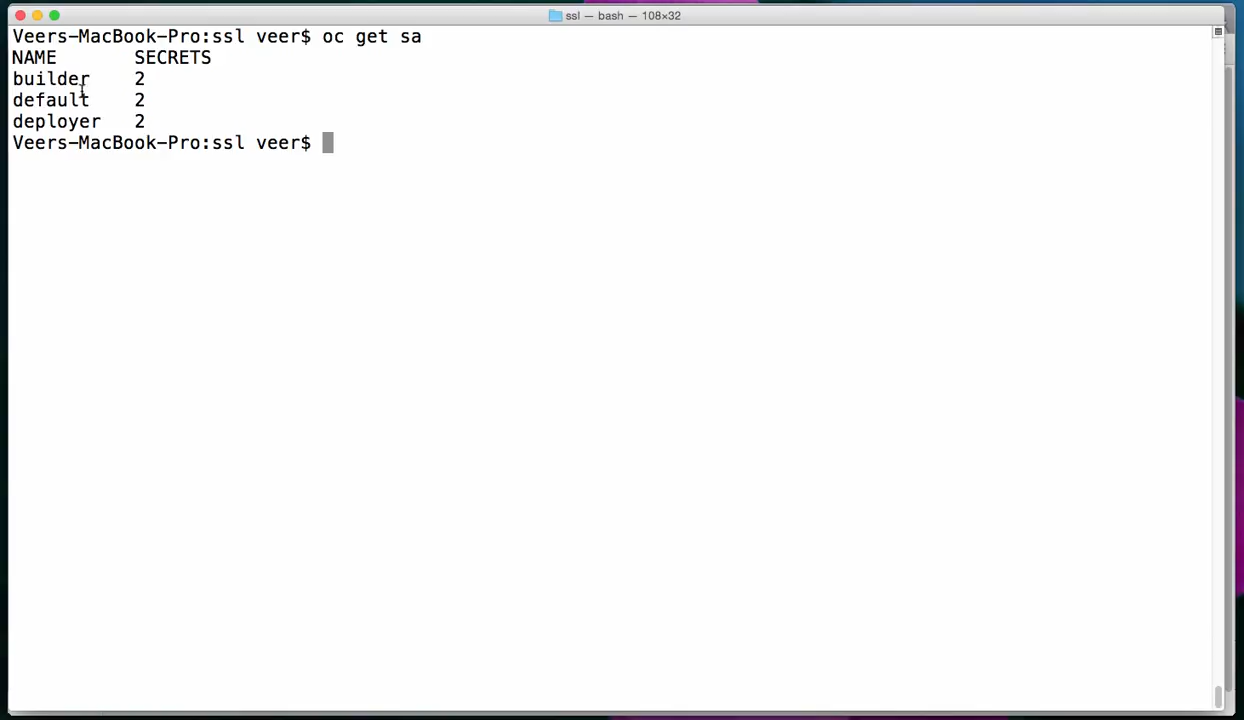 ssl — bash — 108×32
Veers-MacBook-Pro:ssl veer$ oc get sa
NAME       SECRETS
builder    2
default    2
deployer   2
Veers-MacBook-Pro:ssl veer$